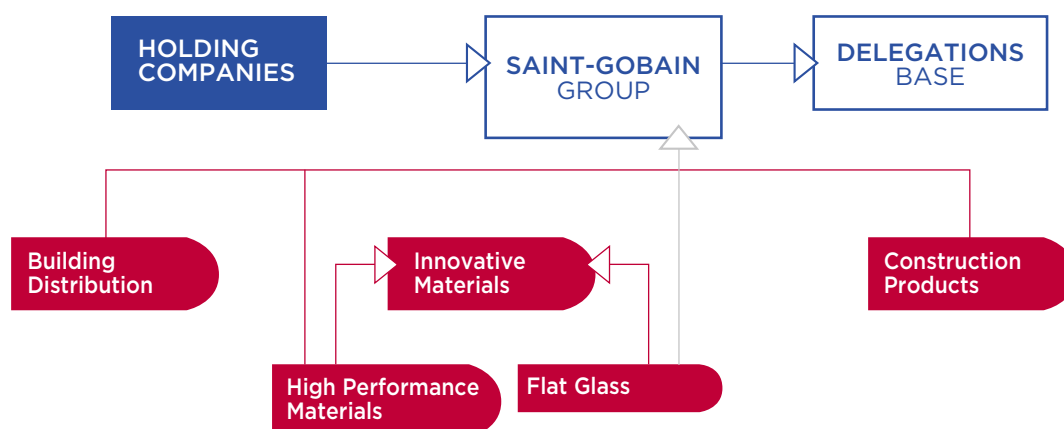 HOLDING
COMPANIES
SAINT-GOBAIN
GROUP
DELEGATIONS
BASE
Building
Distribution
Innovative
Materials
Construction
Products
High Performance
Materials
Flat Glass